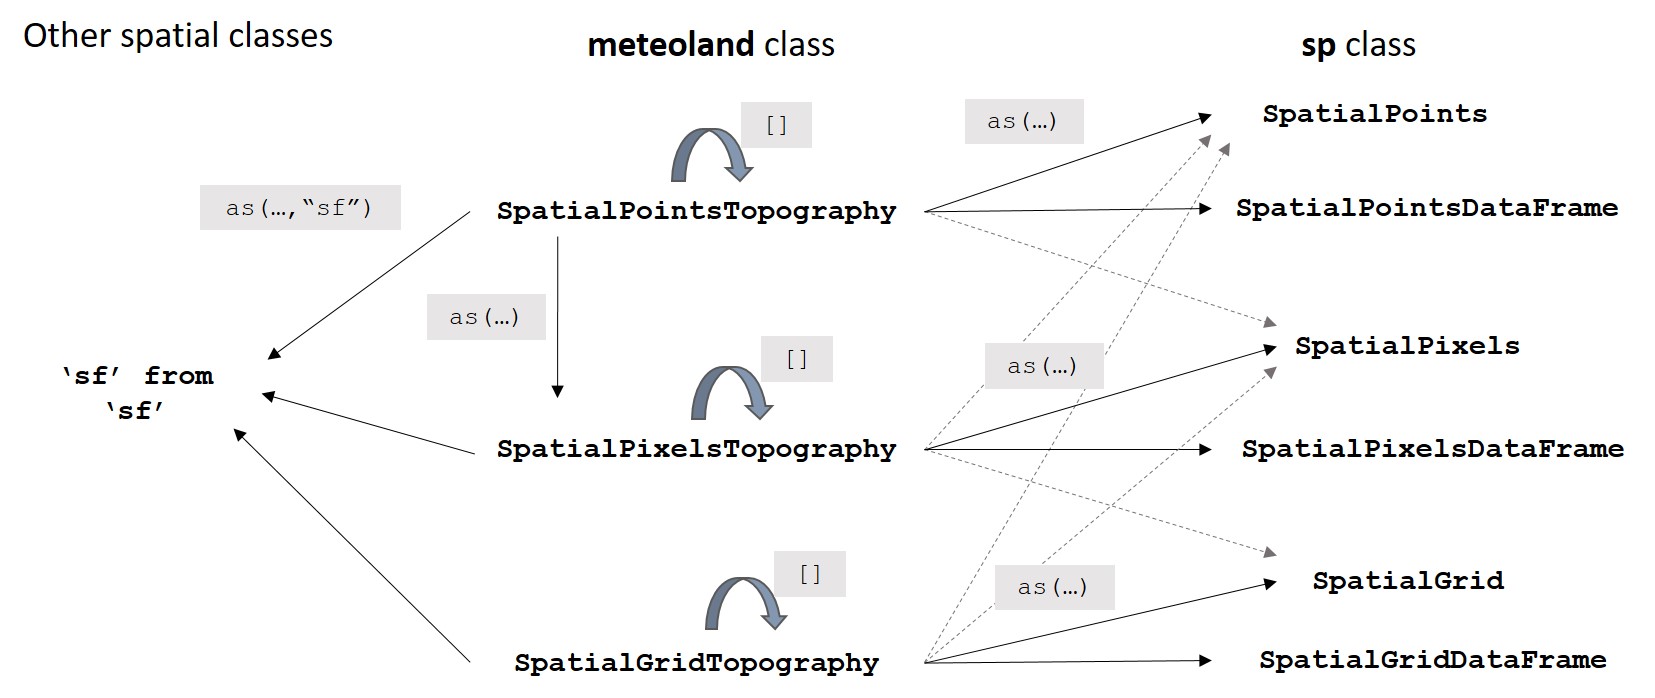 Other spatial classes
meteoland class
sp class
[]
as(…)
SpatialPoints
as(…,“sf”)
SpatialPointsTopography
SpatialPointsDataFrame
as(…)
[]
as(…)
SpatialPixels
‘sf’ from
‘sf’
SpatialPixelsTopography
SpatialPixelsDataFrame
[]
as(…)
SpatialGrid
SpatialGridTopography
SpatialGridDataFrame